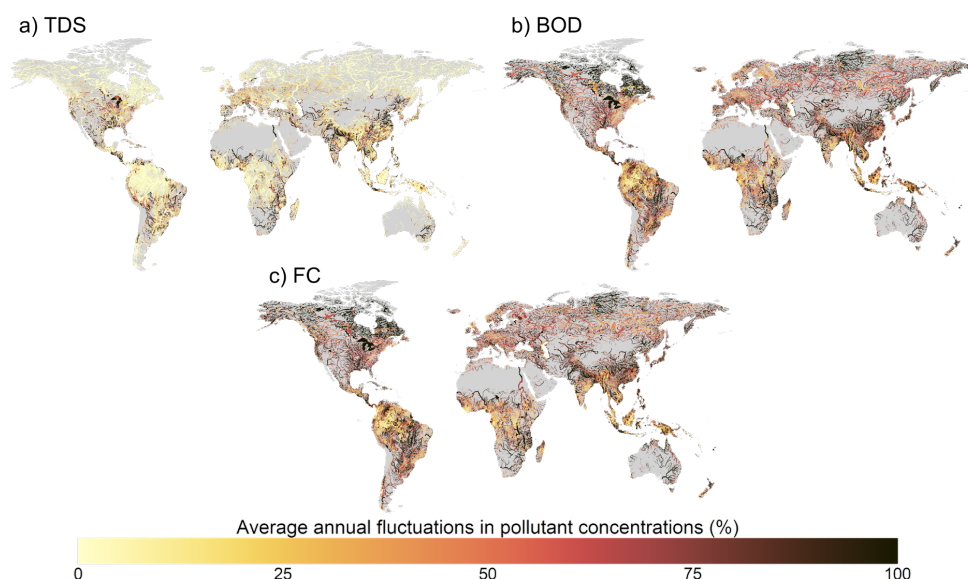 a) TDS
b) BOD
c) FC
Average annual fluctuations in pollutant concentrations (%)
0 25 50 75 100